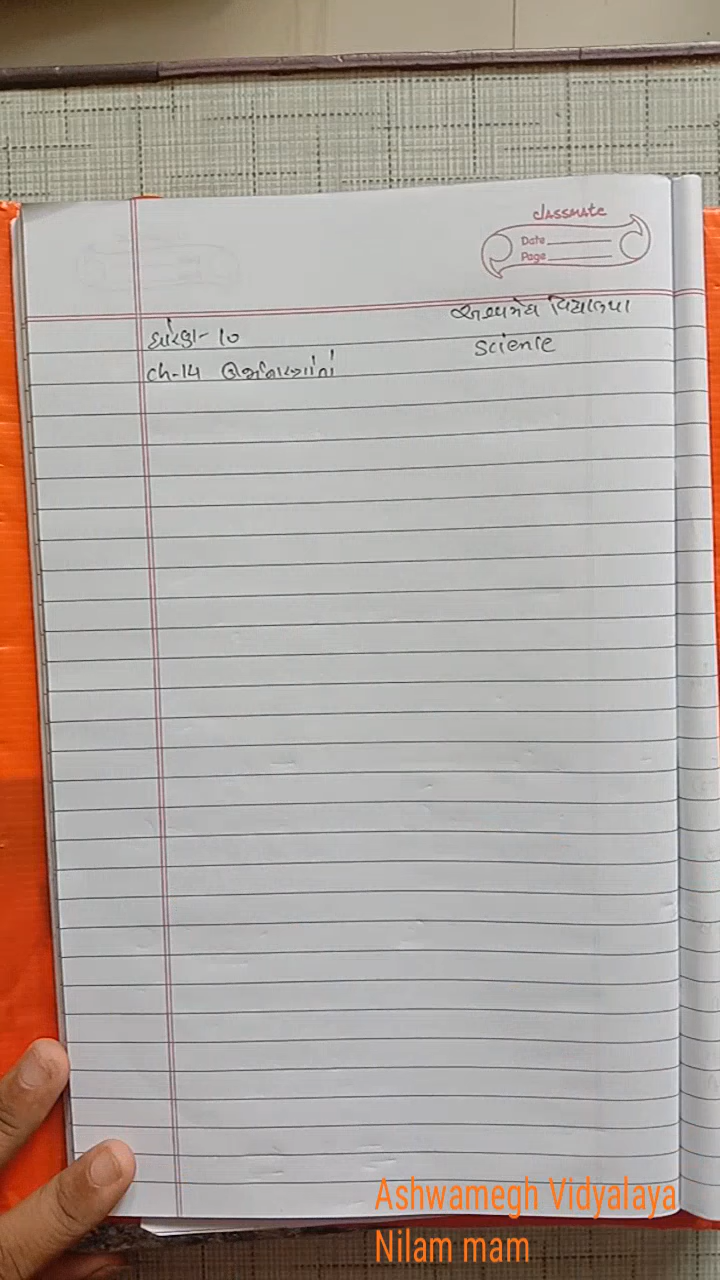 classmate
Date
Page
અશ્વમેઘ વિદ્યાલય
ધોરણ- 10
Science
Ch-14 ઊર્જાના સ્ત્રોતો
Ashwamegh Vidyalaya
Nilam mam